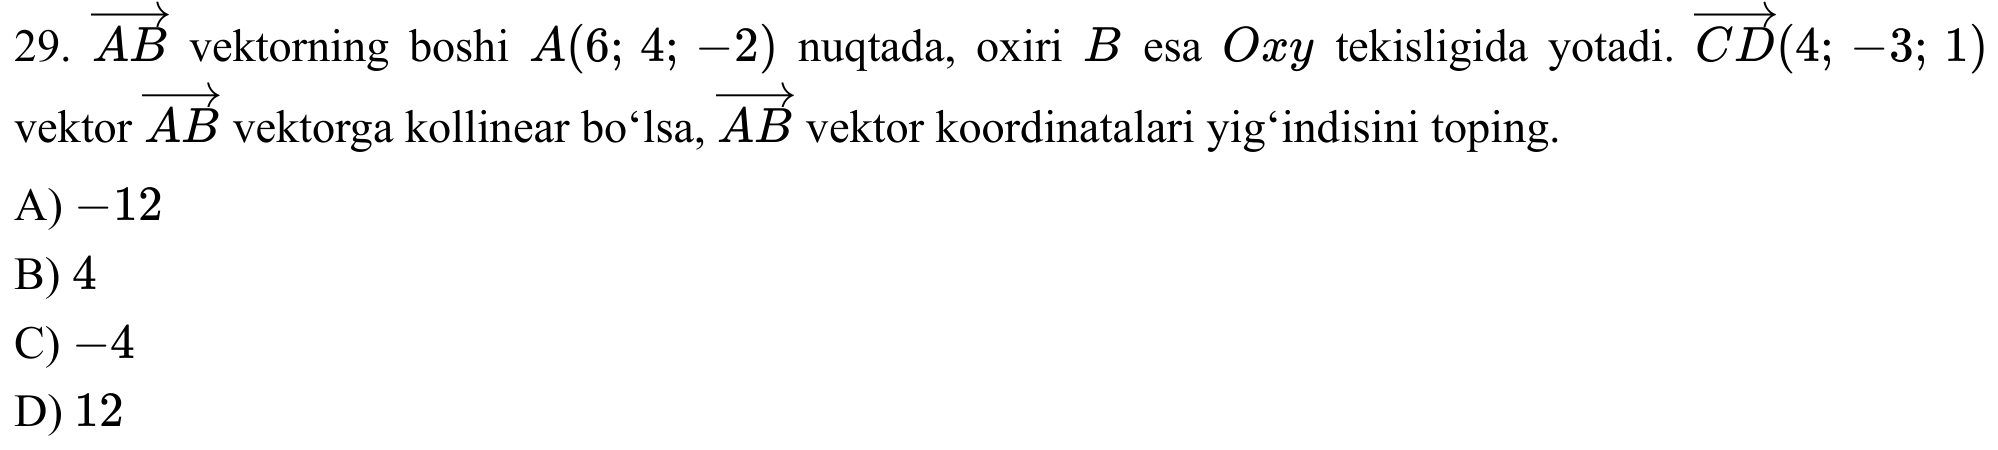 29. $\overrightarrow{AB}$ vektorning boshi $A(6; 4; -2)$ nuqtada, oxiri $B$ esa $Oxy$ tekisligida yotadi. $\overrightarrow{CD}(4; -3; 1)$
vektor $\overrightarrow{AB}$ vektorga kollinear bo‘lsa, $\overrightarrow{AB}$ vektor koordinatalari yig‘indisini toping.
A) $-12$
B) $4$
C) $-4$
D) $12$